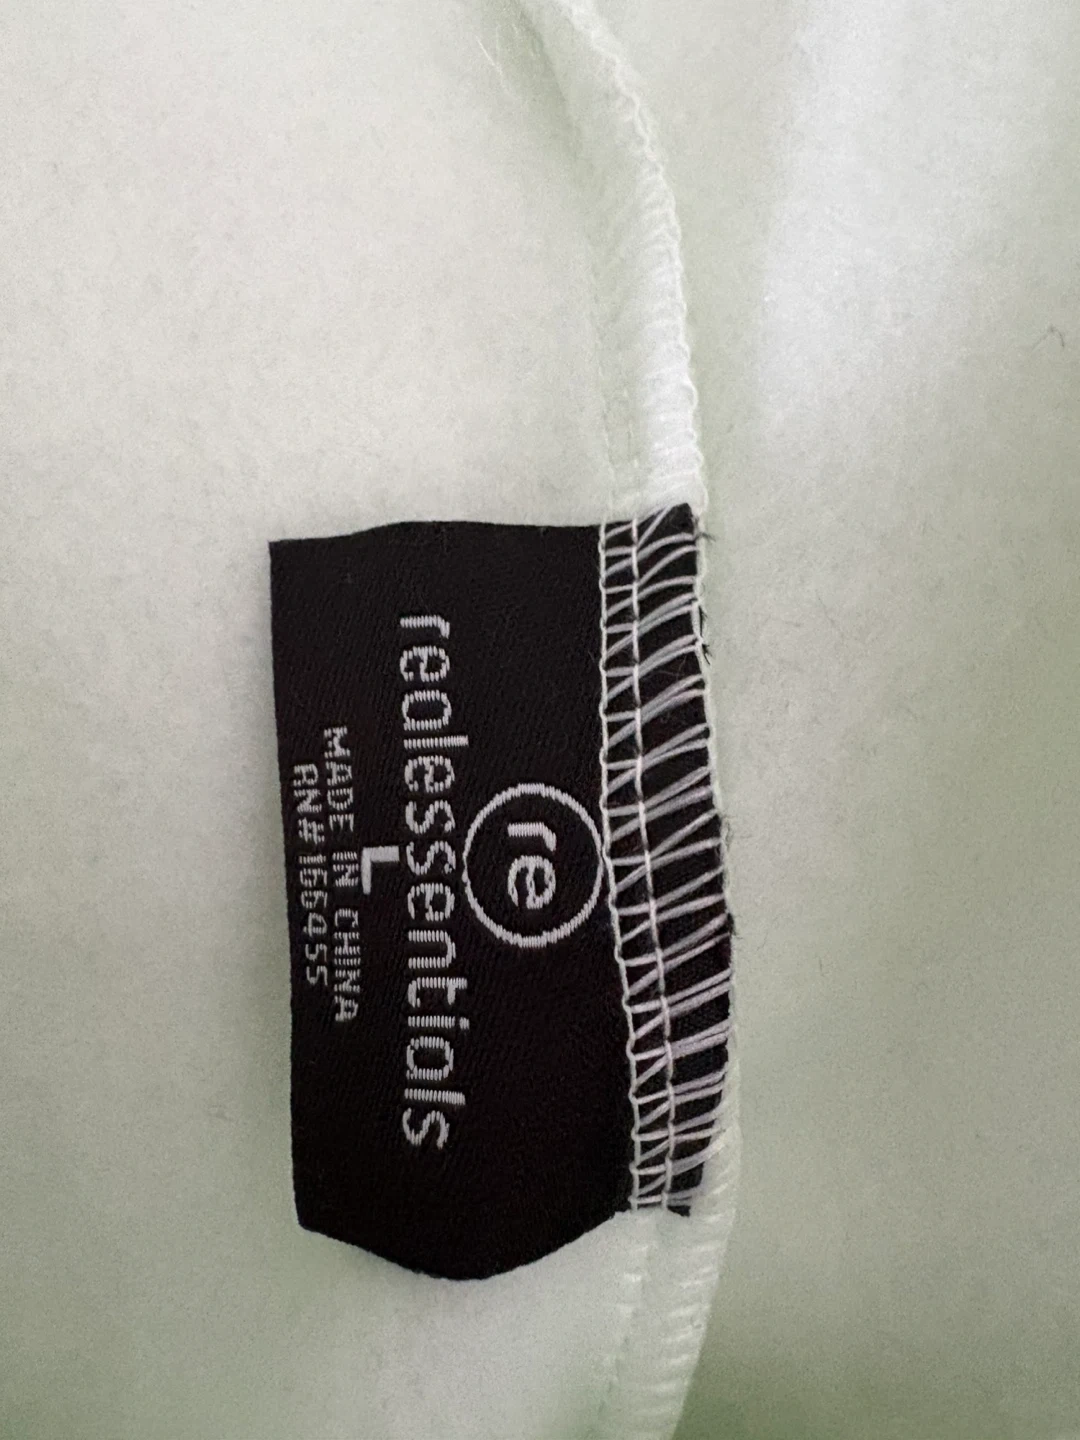 re
realessentials
L
MADE IN CHINA
RN#166455